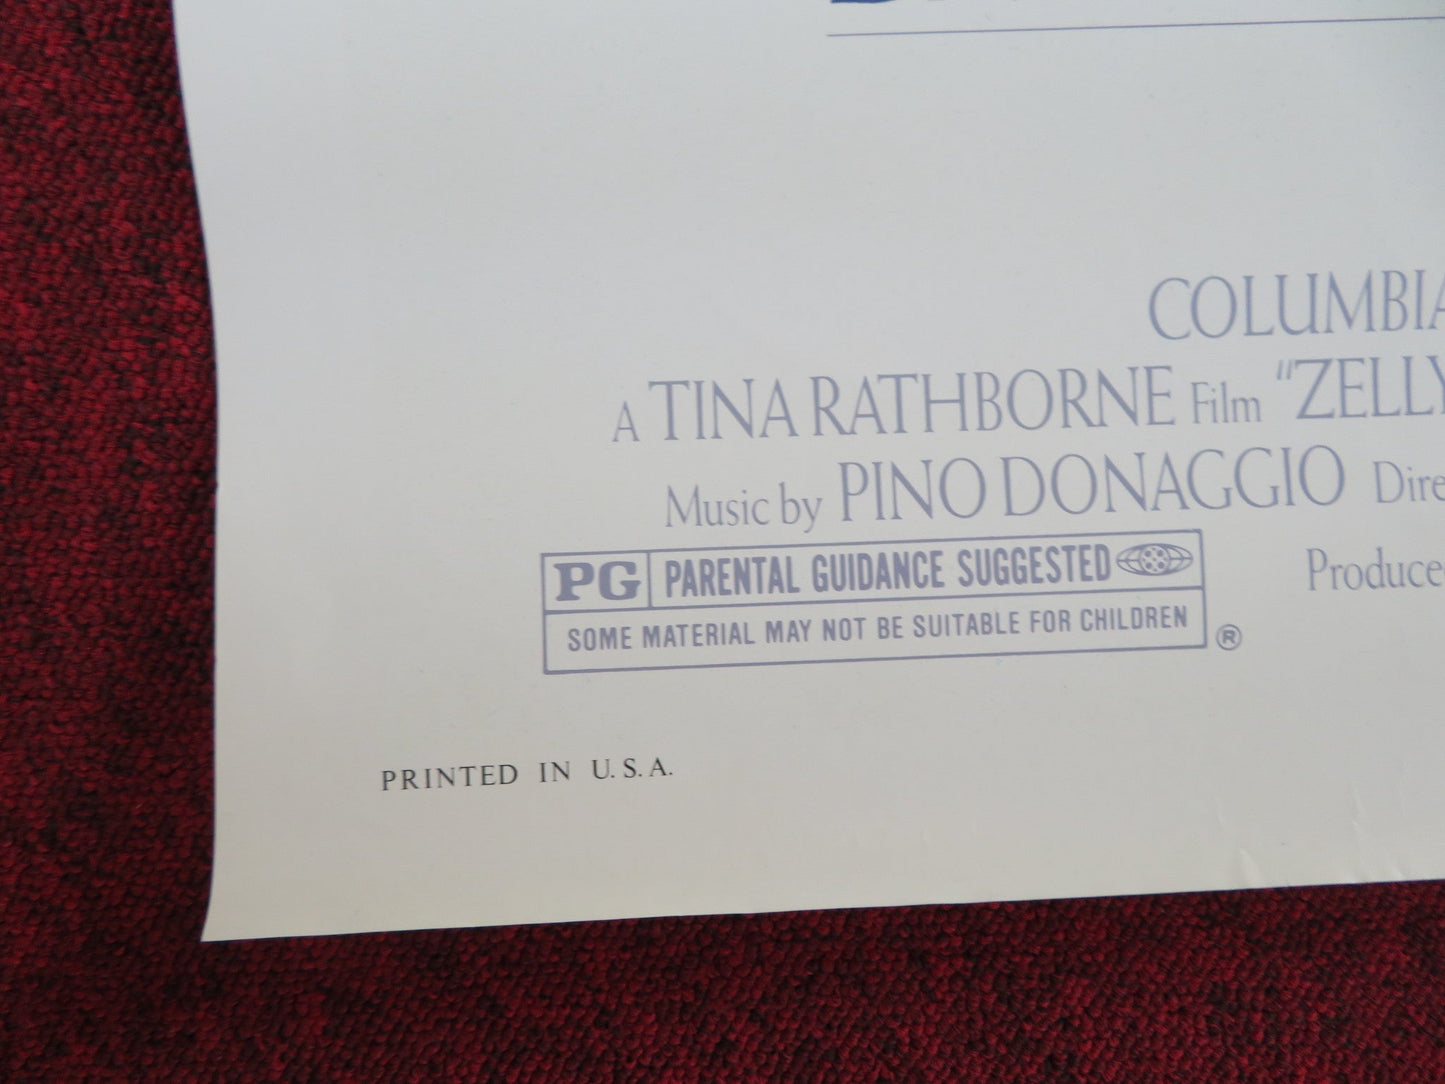 COLUMBIA
A TINA RATHBORNE Film "ZELLY
Music by PINO DONAGGIO Dire
Produce
PG PARENTAL GUIDANCE SUGGESTED
SOME MATERIAL MAY NOT BE SUITABLE FOR CHILDREN ®
PRINTED IN U.S.A.